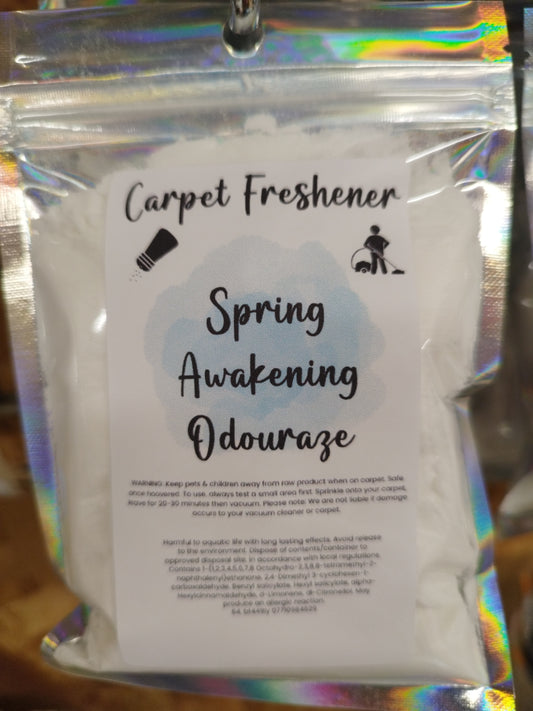 Carpet Freshener
Spring
Awakening
Odouraze
WARNING: Keep pets & children away from raw product when on carpet. Safe
once hoovered. To use, always test a small area first. Sprinkle onto your carpet,
leave for 20-30 minutes then vacuum. Please note: We are not liable if damage
occurs to your vacuum cleaner or carpet.
Harmful to aquatic life with long lasting effects. Avoid release
to the environment. Dispose of contents/container to
approved disposal site, in accordance with local regulations.
Contains 1-(1,2,3,4,5,6,7,8 Octahydro-2,3,8,8-tetramethyl-2-
naphthalenyl)ethanone, 2,4-Dimethyl 3-cyclohexen-1-
carboxaldehyde, Benzyl salicylate, Hexyl salicylate, alpha-
Hexylcinnamaldehyde, d-Limonene, dl-Citronellol. May
produce an allergic reaction.